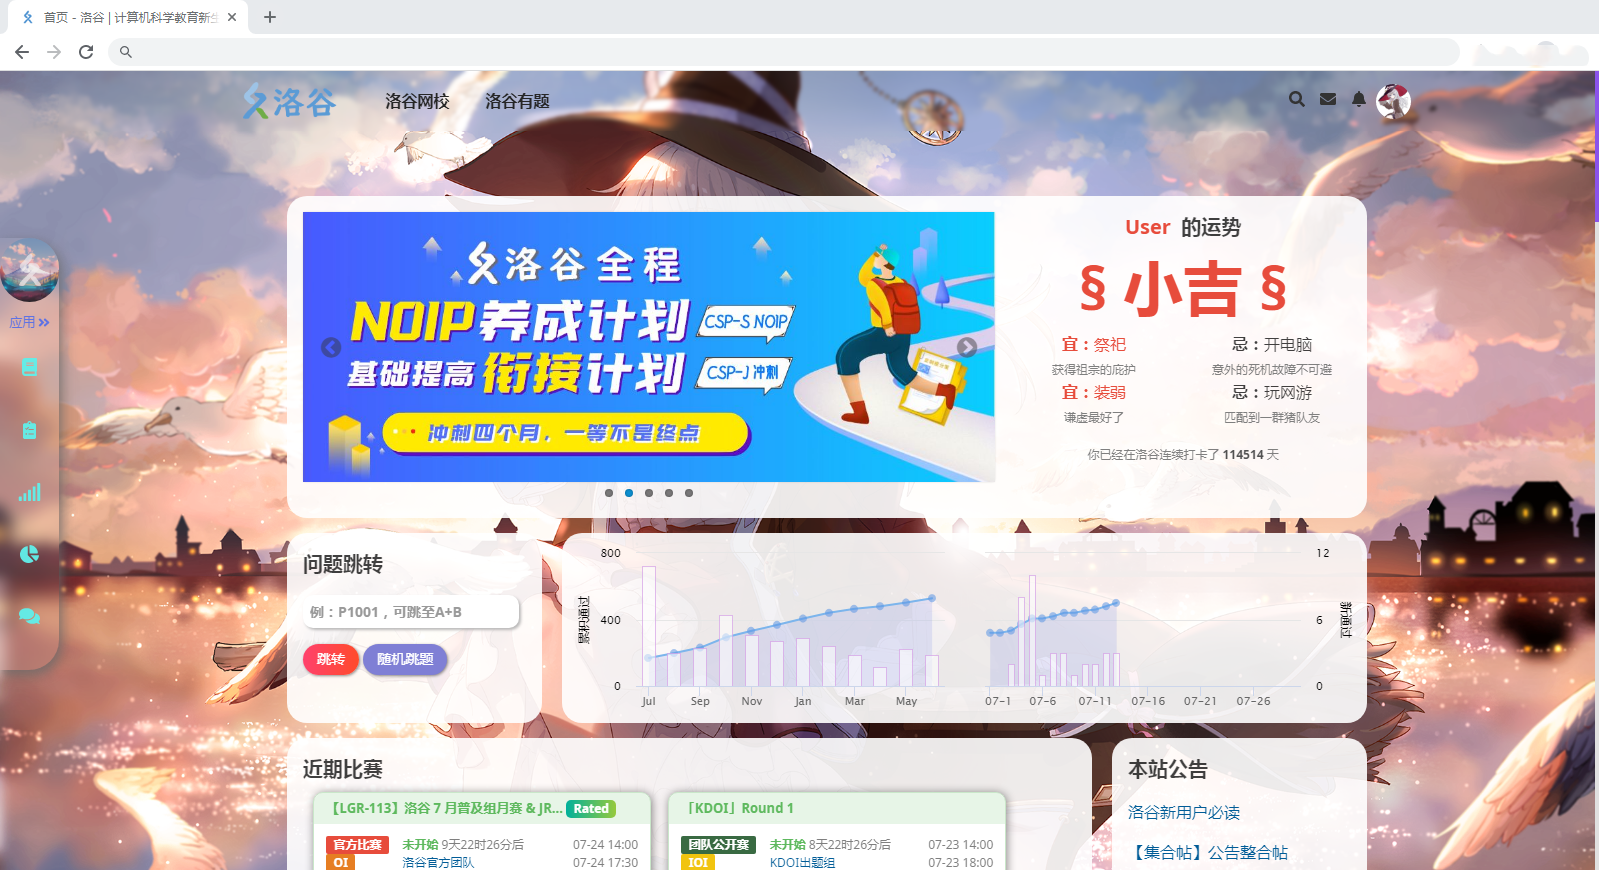 首页 - 洛谷 | 计算机科学教育新生
洛谷
洛谷网校
洛谷有题
应用
洛谷全程
NOIP养成计划
CSP-S NOIP
基础提高衔接计划
CSP-J 冲刺
冲刺四个月，一等不是终点
User 的运势
§ 小吉 §
宜：祭祀
忌：开电脑
获得祖宗的庇护
意外的死机故障不可避
宜：装弱
忌：玩网游
谦虚最好了
匹配到一群猪队友
你已经在洛谷连续打卡了 114514 天
问题跳转
例：P1001，可跳至A+B
跳转
随机跳题
累积通过
800
400
0
Jul
Sep
Nov
Jan
Mar
May
07-1
07-6
07-11
07-16
07-21
07-26
12
6
0
新通过
近期比赛
【LGR-113】洛谷 7 月普及组月赛 & JR... Rated
官方比赛
未开始 9天22时26分后
07-24 14:00
OI
洛谷官方团队
07-24 17:30
「KDOI」Round 1
团队公开赛
未开始 8天22时26分后
07-23 14:00
IOI
KDOI出题组
07-23 18:00
本站公告
洛谷新用户必读
【集合帖】公告整合帖